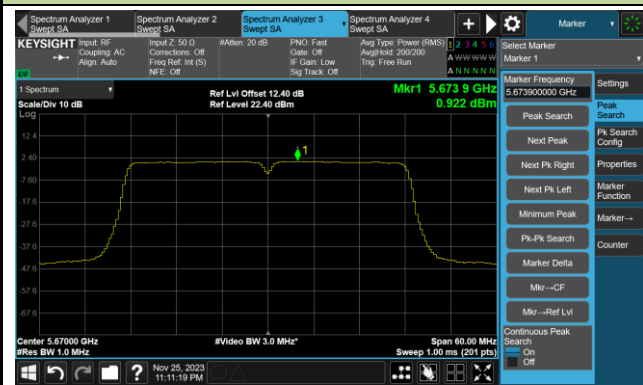 Spectrum Analyzer 1
Swept SA
Spectrum Analyzer 2
Swept SA
Spectrum Analyzer 3
Swept SA
Spectrum Analyzer 4
Swept SA
+
Marker
KEYSIGHT
Input: RF
Coupling: AC
Align: Auto
Input Z: 50 Ω
Corrections: Off
Freq Ref: Int (S)
NFE: Off
#Atten: 20 dB
PNO: Fast
Gate: Off
IF Gain: Low
Sig Track: Off
Avg Type: Power (RMS)
Avg|Hold: 200/200
Trig: Free Run
1 2 3 4 5 6
A W W W W W
A N N N N N
Select Marker
Marker 1
1 Spectrum
Scale/Div 10 dB
Log
Ref Lvl Offset 12.40 dB
Ref Level 22.40 dBm
Mkr1 5.673 9 GHz
0.922 dBm
12.4
2.40
-7.60
-17.6
-27.6
-37.6
-47.6
-57.6
-67.6
1
Center 5.67000 GHz
#Res BW 1.0 MHz
#Video BW 3.0 MHz*
Span 60.00 MHz
Sweep 1.00 ms (201 pts)
Marker Frequency
5.673900000 GHz
Peak Search
Next Peak
Next Pk Right
Next Pk Left
Minimum Peak
Pk-Pk Search
Marker Delta
Mkr→CF
Mkr→Ref Lvl
Continuous Peak
Search
On
Off
Settings
Peak
Search
Pk Search
Config
Properties
Marker
Function
Marker→
Counter
?
Nov 25, 2023
11:11:19 PM